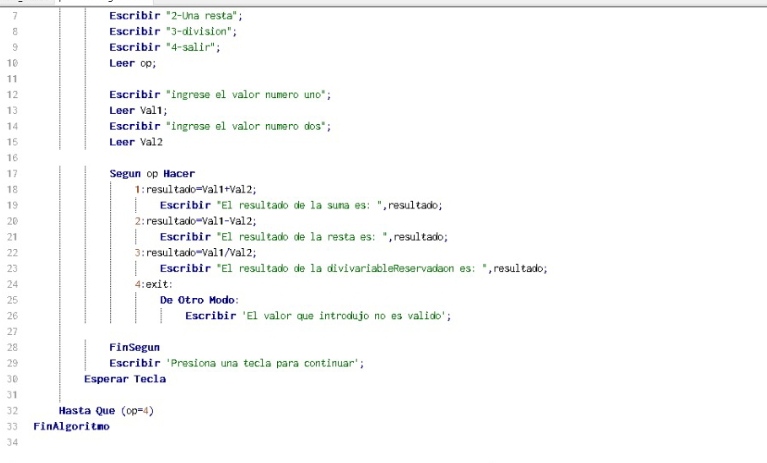 7 Escribir "2-Una resta";
8 Escribir "3-division";
9 Escribir "4-salir";
10 Leer op;
11
12 Escribir "ingrese el valor numero uno";
13 Leer Val1;
14 Escribir "ingrese el valor numero dos";
15 Leer Val2
16
17 Segun op Hacer
18 1:resultado=Val1+Val2;
19 Escribir "El resultado de la suma es: ",resultado;
20 2:resultado=Val1-Val2;
21 Escribir "El resultado de la resta es: ",resultado;
22 3:resultado=Val1/Val2;
23 Escribir "El resultado de la divivariableReservadaon es: ",resultado;
24 4:exit:
25 De Otro Modo:
26 Escribir 'El valor que introdujo no es valido';
27
28 FinSegun
29 Escribir 'Presiona una tecla para continuar';
30 Esperar Tecla
31
32 Hasta Que (op=4)
33 FinAlgoritmo
34